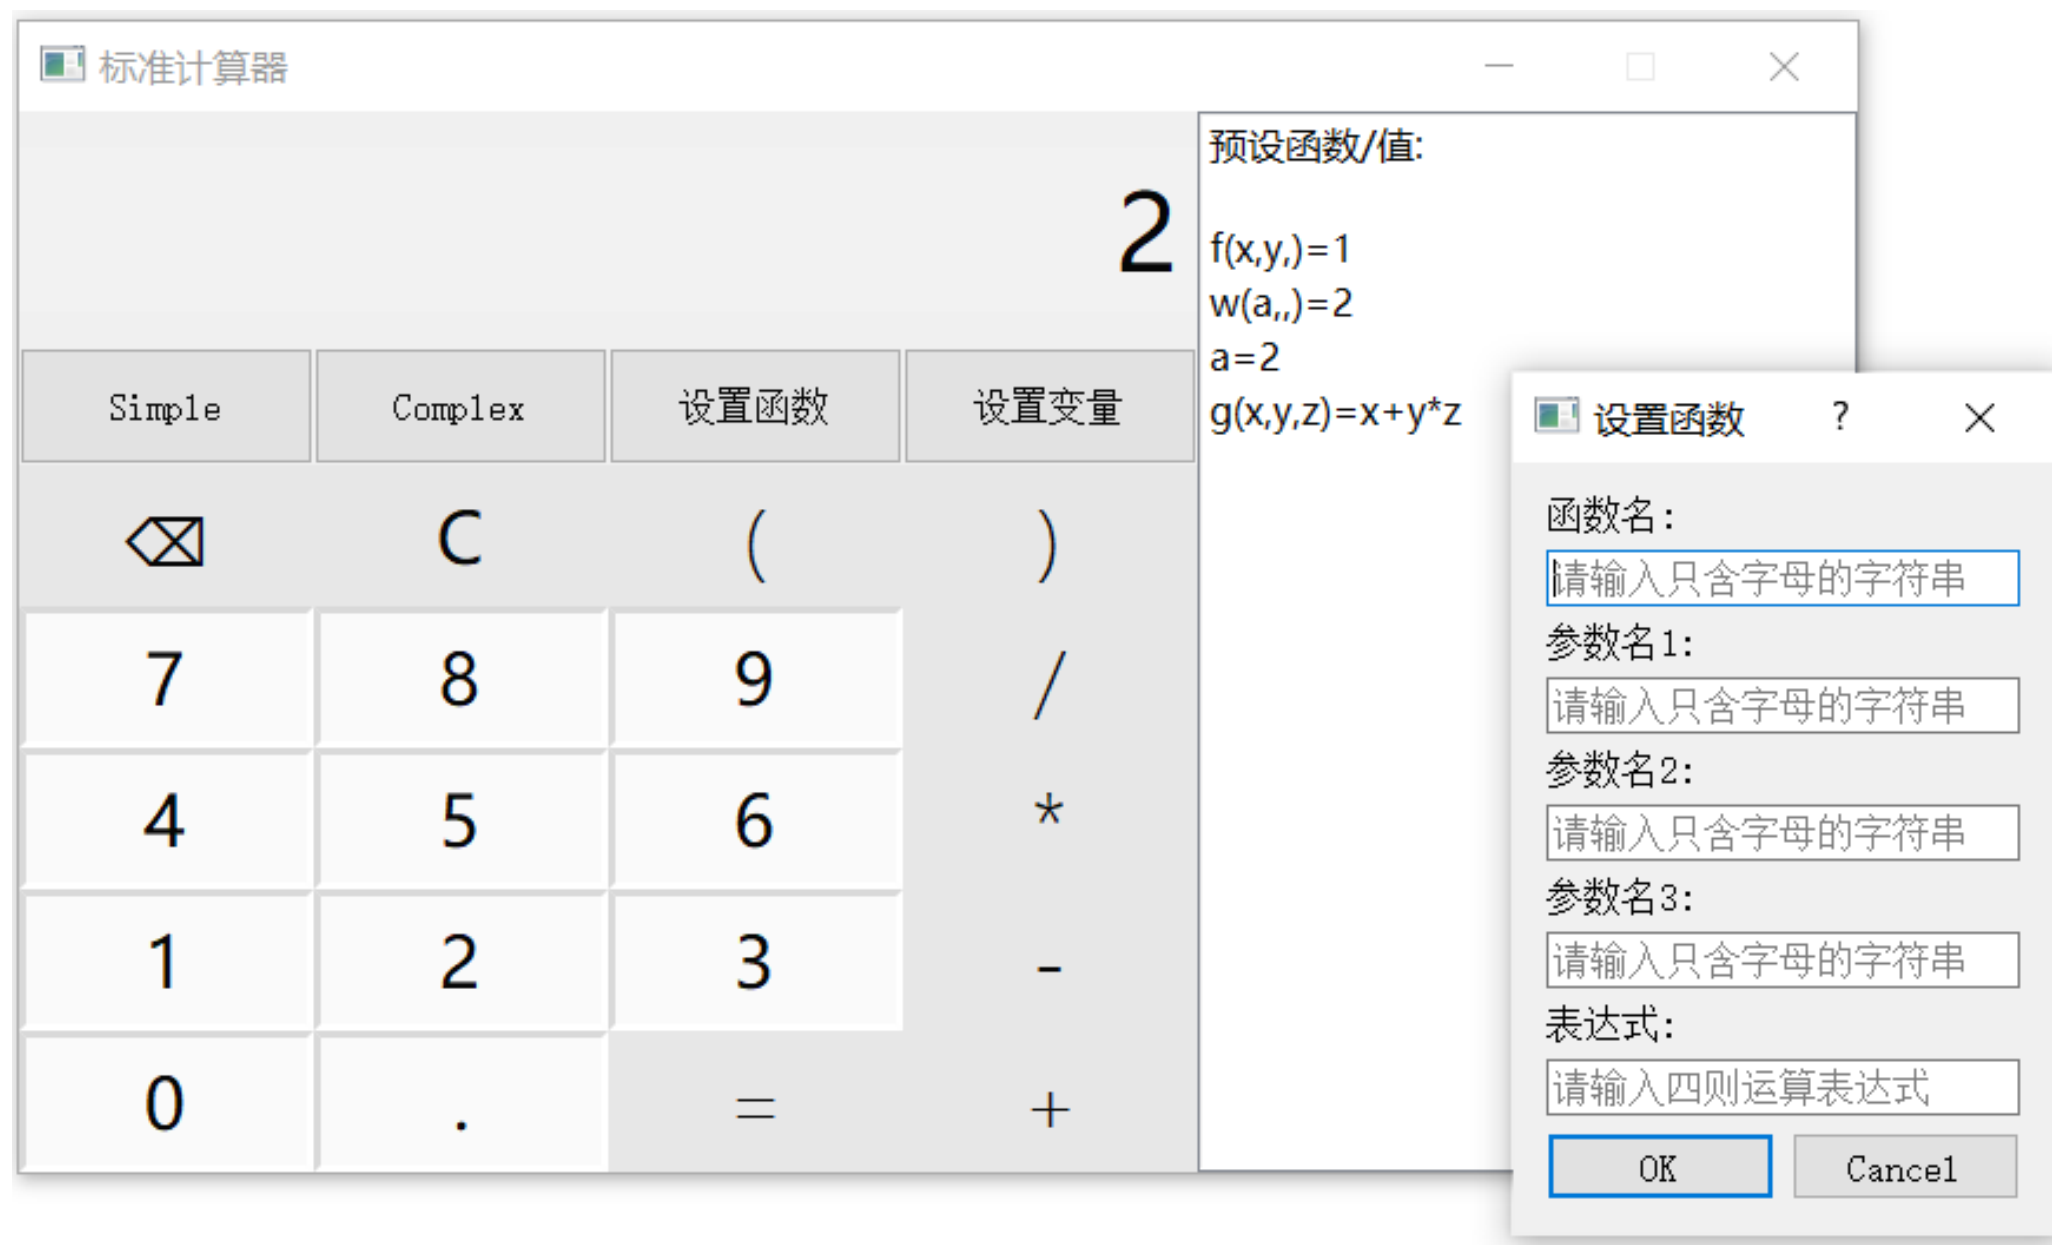 标准计算器
2
Simple
Complex
设置函数
设置变量
⌫
C
(
)
7
8
9
/
4
5
6
*
1
2
3
-
0
.
=
+
预设函数/值:
f(x,y,)=1
w(a,,)=2
a=2
g(x,y,z)=x+y*z
设置函数
?
函数名:
请输入只含字母的字符串
参数名1:
请输入只含字母的字符串
参数名2:
请输入只含字母的字符串
参数名3:
请输入只含字母的字符串
表达式:
请输入四则运算表达式
OK
Cancel